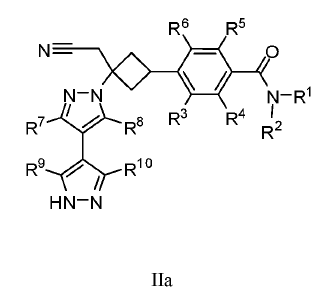 R⁶ R⁵
N O
N N R¹
R⁷ R⁸ R³ R⁴ R²
R⁹ R¹⁰
HN N
IIa